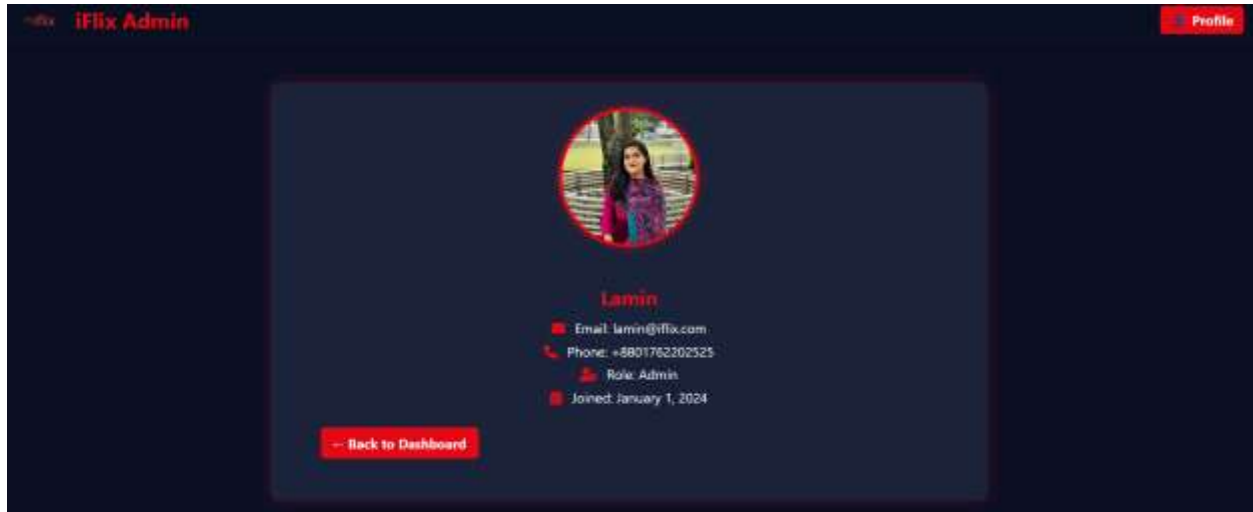 iflix iFlix Admin Profile
Lamin
Email: lamin@iflix.com
Phone: +8801762202525
Role: Admin
Joined: January 1, 2024
← Back to Dashboard